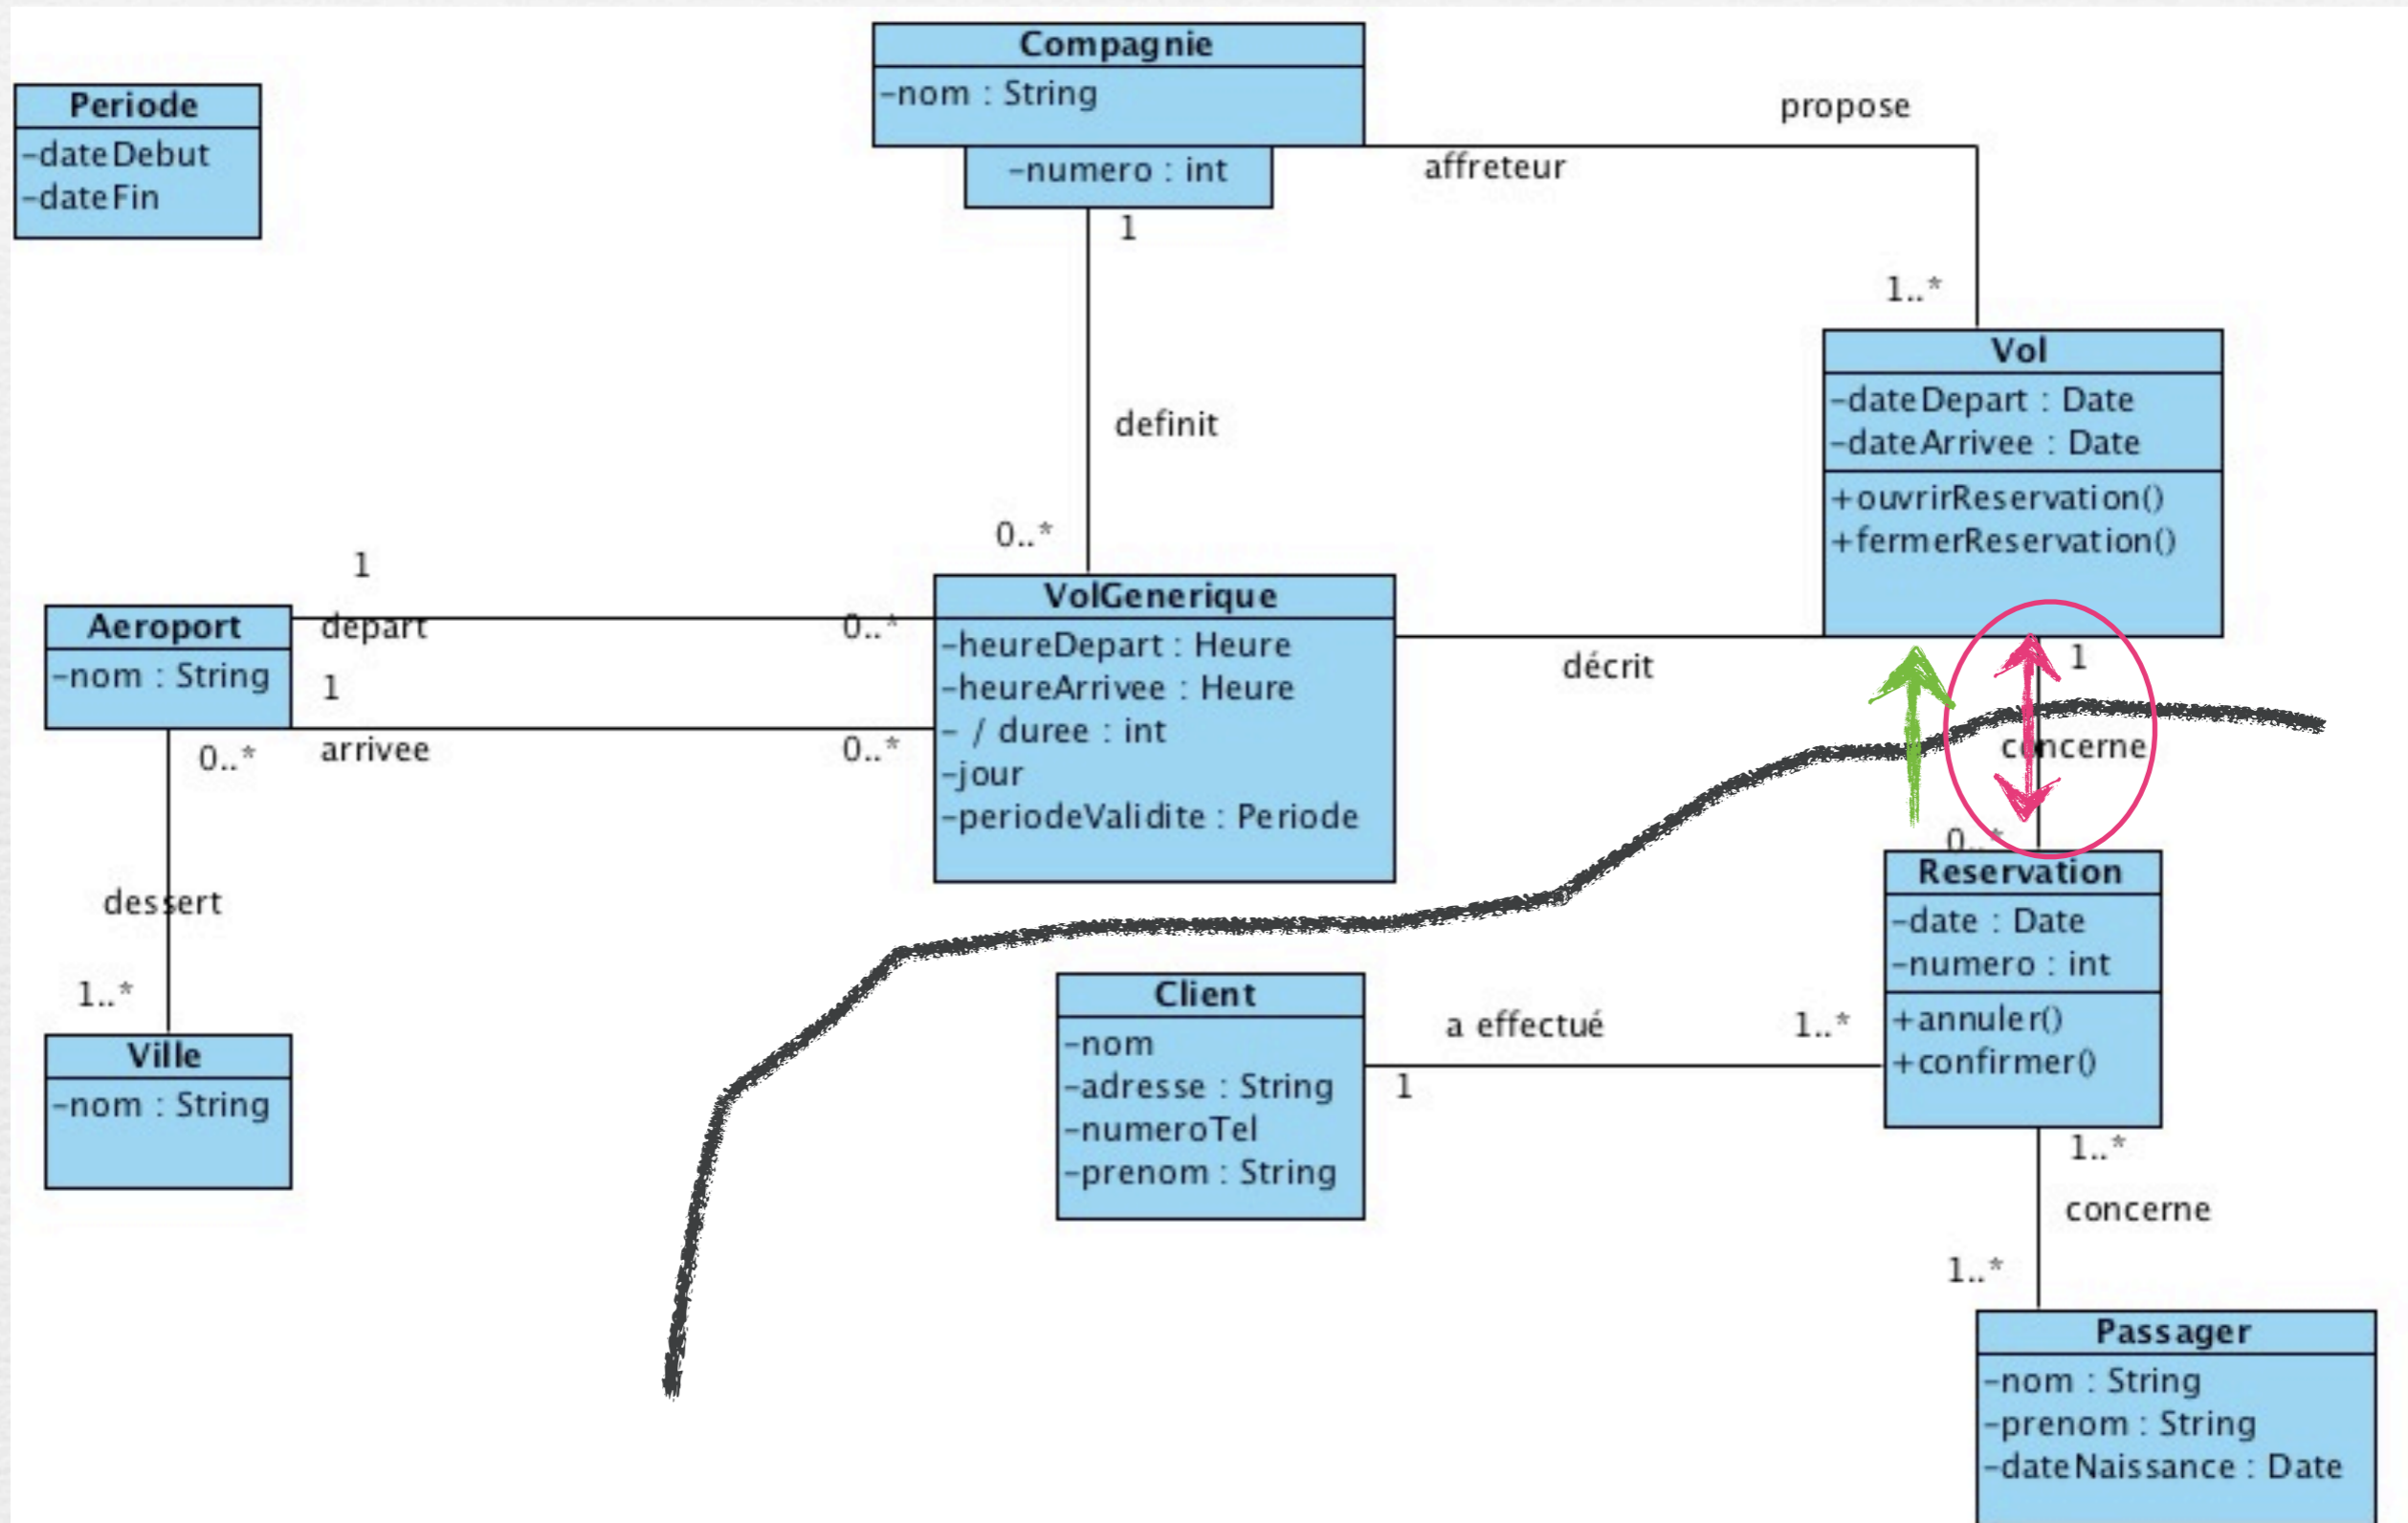 Compagnie
-nom : String
-numero : int
1
propose
affreteur
1..*
Periode
-dateDebut
-dateFin
Vol
-dateDepart : Date
-dateArrivee : Date
+ouvrirReservation()
+fermerReservation()
definit
0..*
1
depart
0..*
1
arrivee
0..*
Aeroport
-nom : String
VolGenerique
-heureDepart : Heure
-heureArrivee : Heure
- / duree : int
-jour
-periodeValidite : Periode
décrit
1
concerne
0..*
0..*
dessert
1..*
Ville
-nom : String
Client
-nom
-adresse : String
-numeroTel
-prenom : String
a effectué
1..*
1
Reservation
-date : Date
-numero : int
+annuler()
+confirmer()
1..*
concerne
1..*
Passager
-nom : String
-prenom : String
-dateNaissance : Date